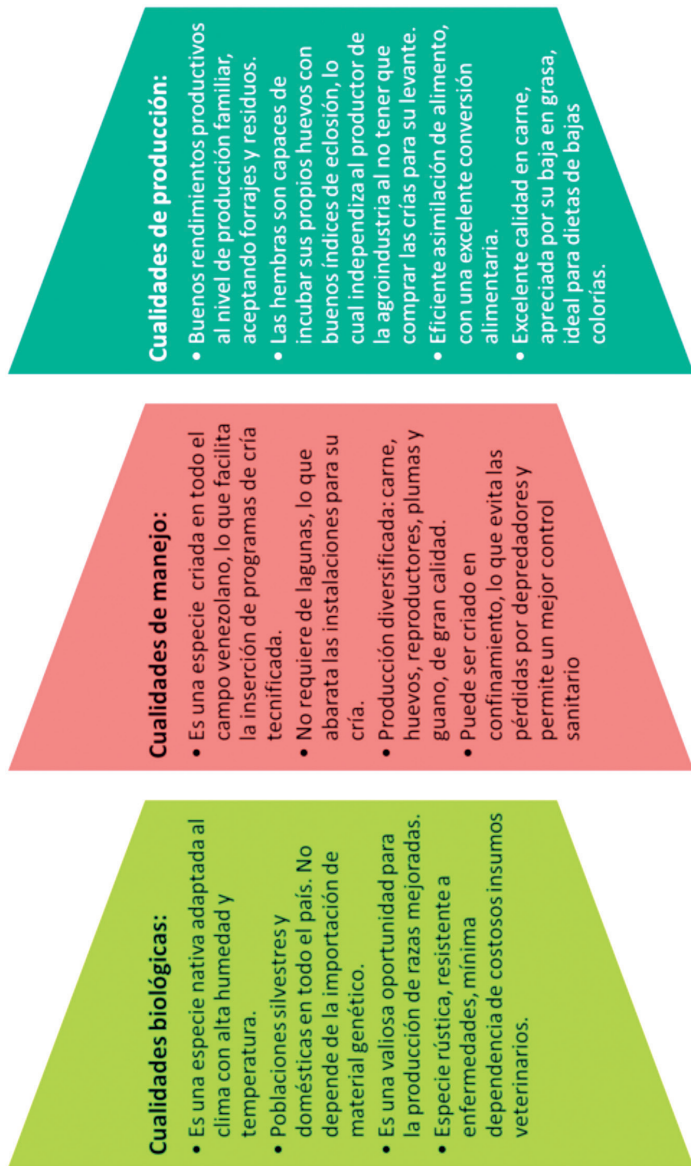 Cualidades biológicas:
• Es una especie nativa adaptada al
clima con alta humedad y
temperatura.
• Poblaciones silvestres y
domésticas en todo el país. No
depende de la importación de
material genético.
• Es una valiosa oportunidad para
la producción de razas mejoradas.
• Especie rústica, resistente a
enfermedades, mínima
dependencia de costosos insumos
veterinarios.
Cualidades de manejo:
• Es una especie criada en todo el
campo venezolano, lo que facilita
la inserción de programas de cría
tecnificada.
• No requiere de lagunas, lo que
abarata las instalaciones para su
cría.
• Producción diversificada: carne,
huevos, reproductores, plumas y
guano, de gran calidad.
• Puede ser criado en
confinamiento, lo que evita las
pérdidas por depredadores y
permite un mejor control
sanitario
Cualidades de producción:
• Buenos rendimientos productivos
al nivel de producción familiar,
aceptando forrajes y residuos.
• Las hembras son capaces de
incubar sus propios huevos con
buenos índices de eclosión, lo
cual independiza al productor de
la agroindustria al no tener que
comprar las crías para su levante.
• Eficiente asimilación de alimento,
con una excelente conversión
alimentaria.
• Excelente calidad en carne,
apreciada por su baja en grasa,
ideal para dietas de bajas
colorías.